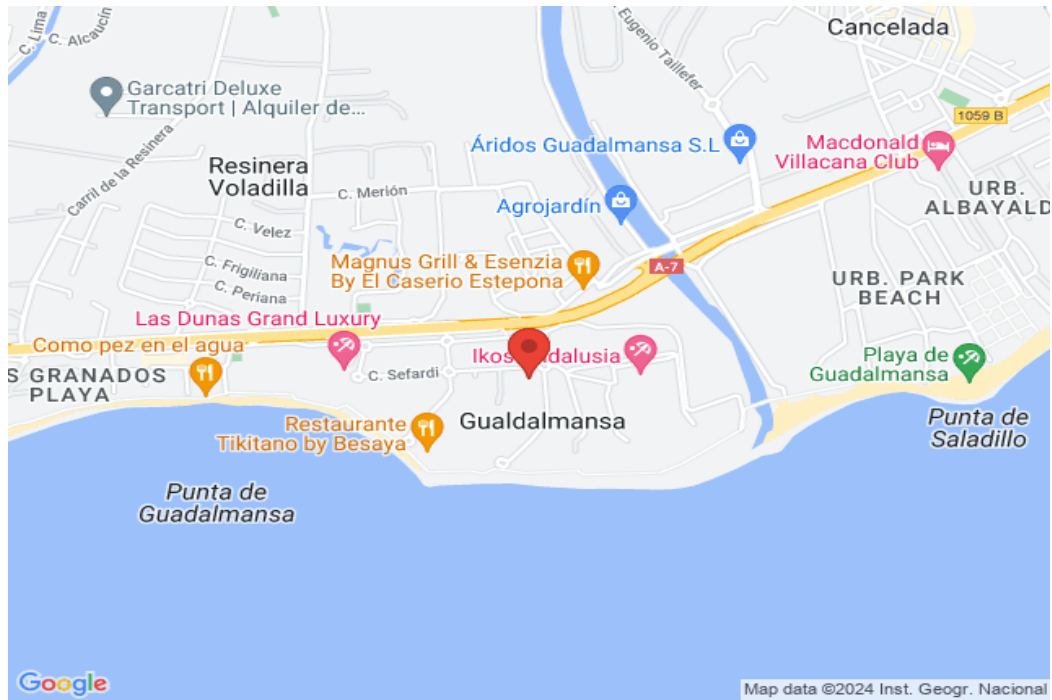 Cancelada
C. Lima
C. Alcaucín
Eugenio Taillefer
Garcatri Deluxe
Transport | Alquiler de...
1059 B
Carril de la Resinera
Resinera
Voladilla
Áridos Guadalmansa S.L
Macdonald
Villacana Club
C. Merión
Agrojardín
URB.
ALBAYALD
C. Velez
Magnus Grill & Esenzia
By El Caserio Estepona
A-7
C. Frigiliana
C. Periana
URB. PARK
BEACH
Las Dunas Grand Luxury
Como pez en el agua
Ikos dalusia
Playa de
Guadalmansa
S GRANADOS
PLAYA
C. Sefardi
Restaurante
Tikitano by Besaya
Gualdalmansa
Punta de
Saladillo
Punta de
Guadalmansa
Google
Map data ©2024 Inst. Geogr. Nacional